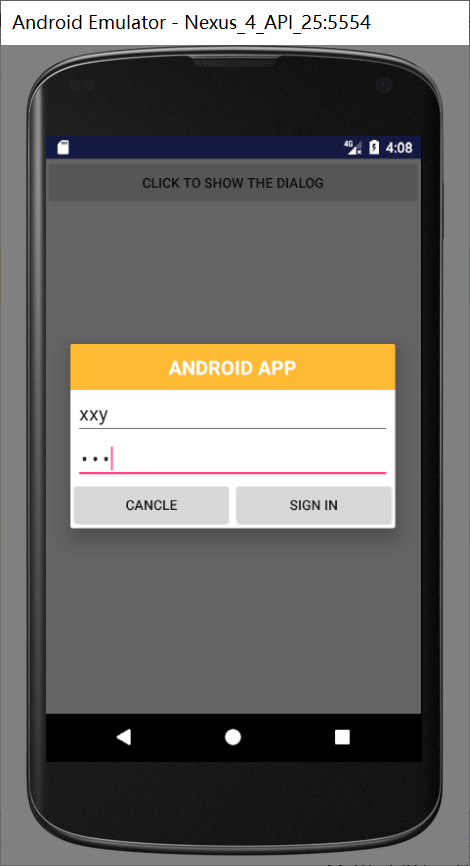 Android Emulator - Nexus_4_API_25:5554
4G 4:08
CLICK TO SHOW THE DIALOG
ANDROID APP
xxy
•••
CANCLE SIGN IN